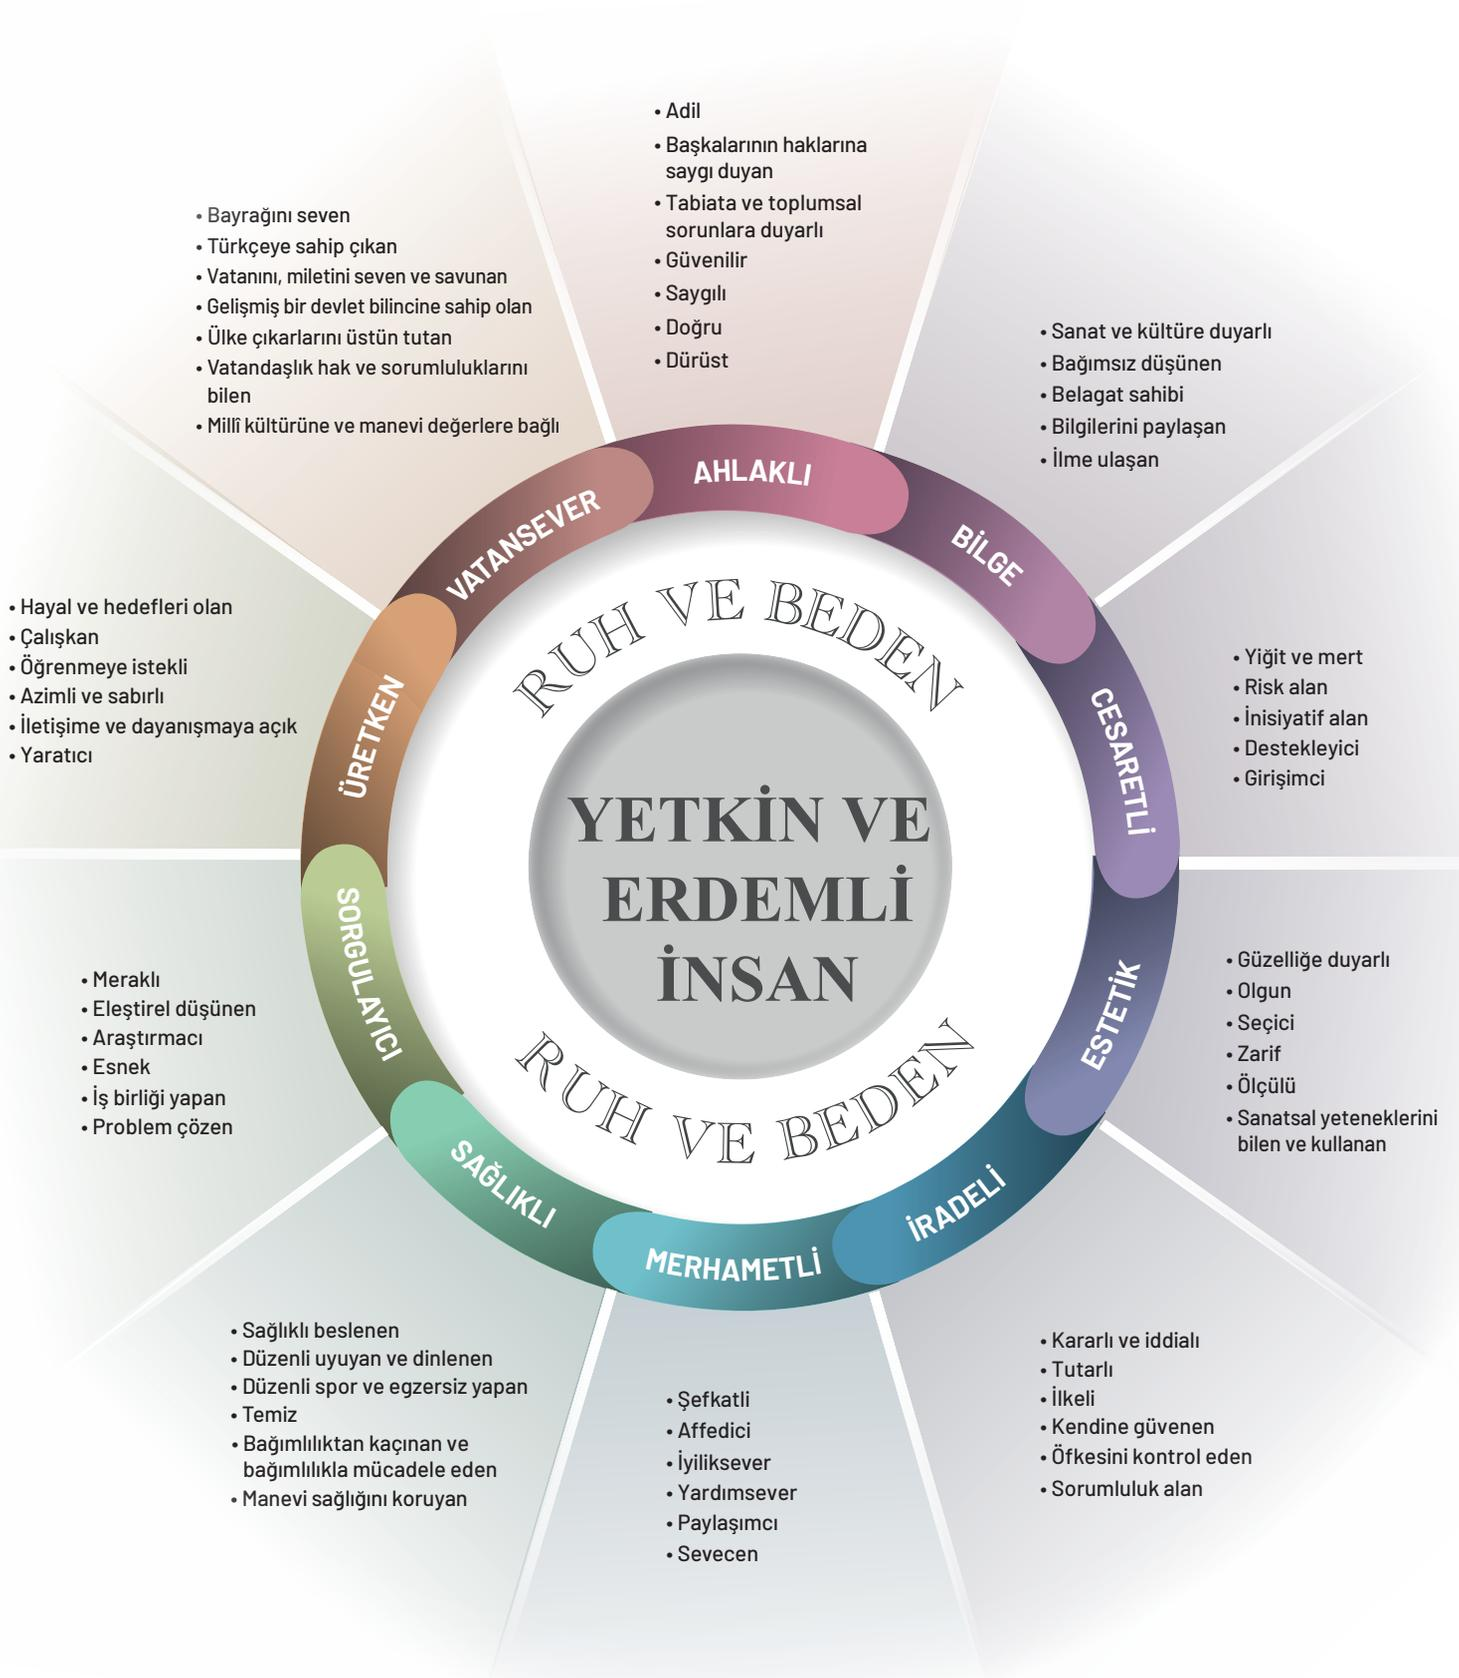 • Adil
• Başkalarının haklarına
saygı duyan
• Tabiata ve toplumsal
sorunlara duyarlı
• Güvenilir
• Saygılı
• Doğru
• Dürüst
AHLAKLI
• Sanat ve kültüre duyarlı
• Bağımsız düşünen
• Belagat sahibi
• Bilgilerini paylaşan
• İlme ulaşan
BİLGE
• Yiğit ve mert
• Risk alan
• İnisiyatif alan
• Destekleyici
• Girişimci
CESARETLİ
• Güzelliğe duyarlı
• Olgun
• Seçici
• Zarif
• Ölçülü
• Sanatsal yeteneklerini
bilen ve kullanan
ESTETİK
• Kararlı ve iddialı
• Tutarlı
• İlkeli
• Kendine güvenen
• Öfkesini kontrol eden
• Sorumluluk alan
İRADELİ
• Şefkatli
• Affedici
• İyiliksever
• Yardımsever
• Paylaşımcı
• Sevecen
MERHAMETLİ
• Sağlıklı beslenen
• Düzenli uyuyan ve dinlenen
• Düzenli spor ve egzersiz yapan
• Temiz
• Bağımlılıktan kaçınan ve
bağımlılıkla mücadele eden
• Manevi sağlığını koruyan
SAĞLIKLI
• Meraklı
• Eleştirel düşünen
• Araştırmacı
• Esnek
• İş birliği yapan
• Problem çözen
SORGULAYICI
• Hayal ve hedefleri olan
• Çalışkan
• Öğrenmeye istekli
• Azimli ve sabırlı
• İletişime ve dayanışmaya açık
• Yaratıcı
ÜRETKEN
• Bayrağını seven
• Türkçeye sahip çıkan
• Vatanını, miletini seven ve savunan
• Gelişmiş bir devlet bilincine sahip olan
• Ülke çıkarlarını üstün tutan
• Vatandaşlık hak ve sorumluluklarını
bilen
• Millî kültürüne ve manevi değerlere bağlı
VATANSEVER
RUH VE BEDEN
YETKİN VE
ERDEMLİ
İNSAN
RUH VE BEDEN